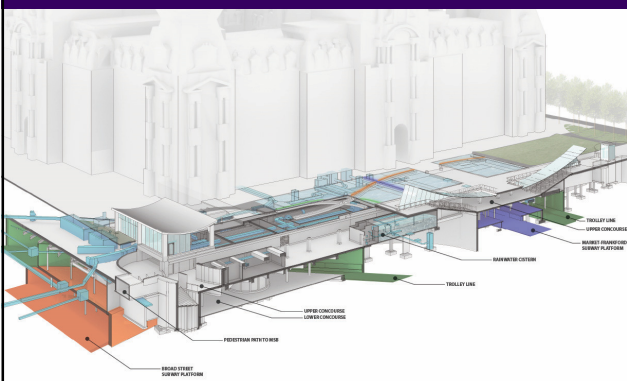 TROLLEY LINE
UPPER CONCOURSE
MARKET-FRANKFORD
SUBWAY PLATFORM
RAINWATER CISTERN
TROLLEY LINE
UPPER CONCOURSE
LOWER CONCOURSE
PEDESTRIAN PATH TO MSB
BROAD STREET
SUBWAY PLATFORM